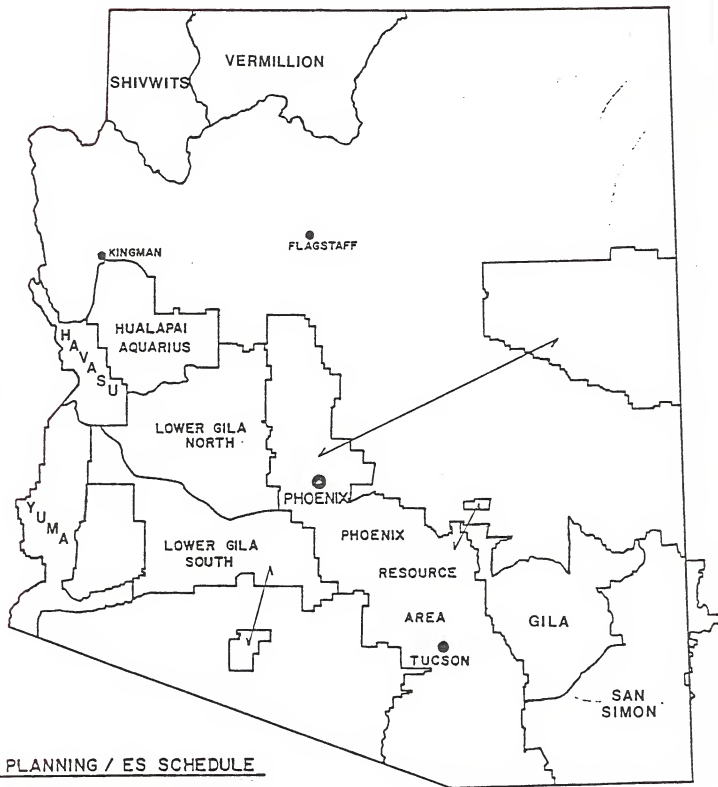 VERMILLION
SHIVWITS
FLAGSTAFF
KINGMAN
HUALAPAI
AQUARIUS
HAVASU
LOWER GILA
NORTH
PHOENIX
YUMA
PHOENIX
RESOURCE
AREA
LOWER GILA
SOUTH
GILA
TUCSON
SAN
SIMON
PLANNING / ES SCHEDULE